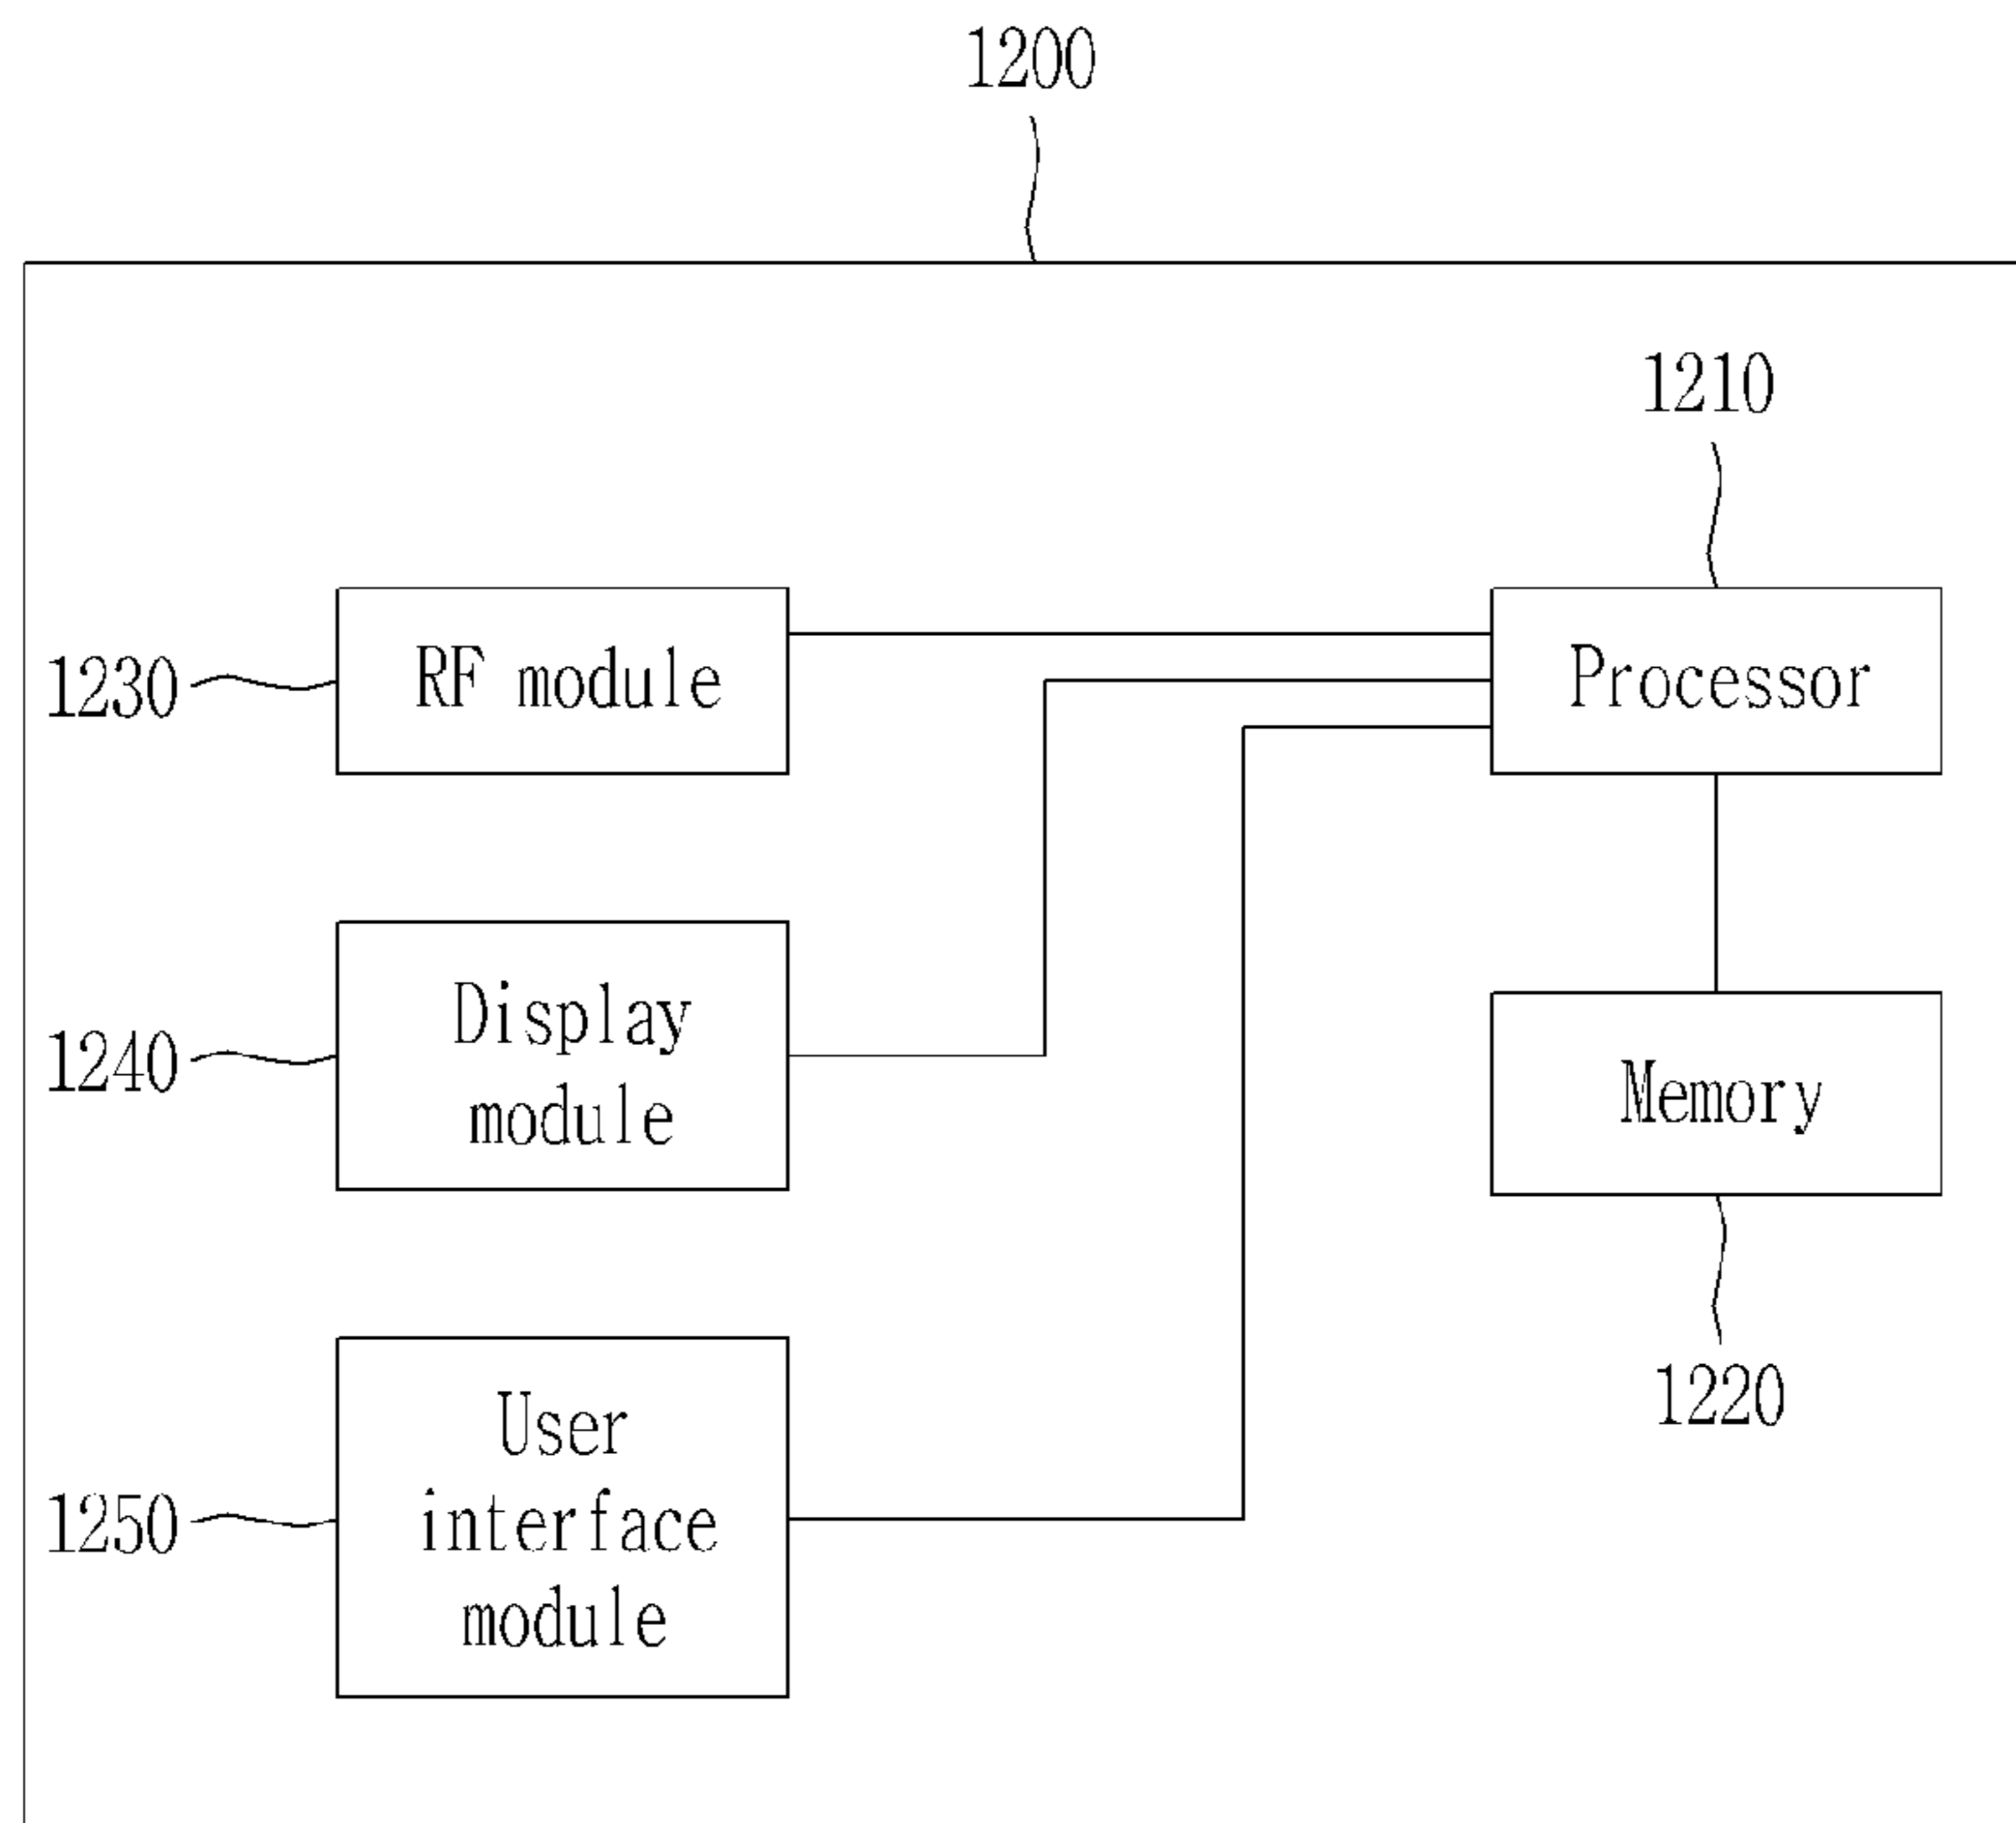 1200
1210
1230
RF module
Processor
1240
Display
module
Memory
1220
1250
User
interface
module